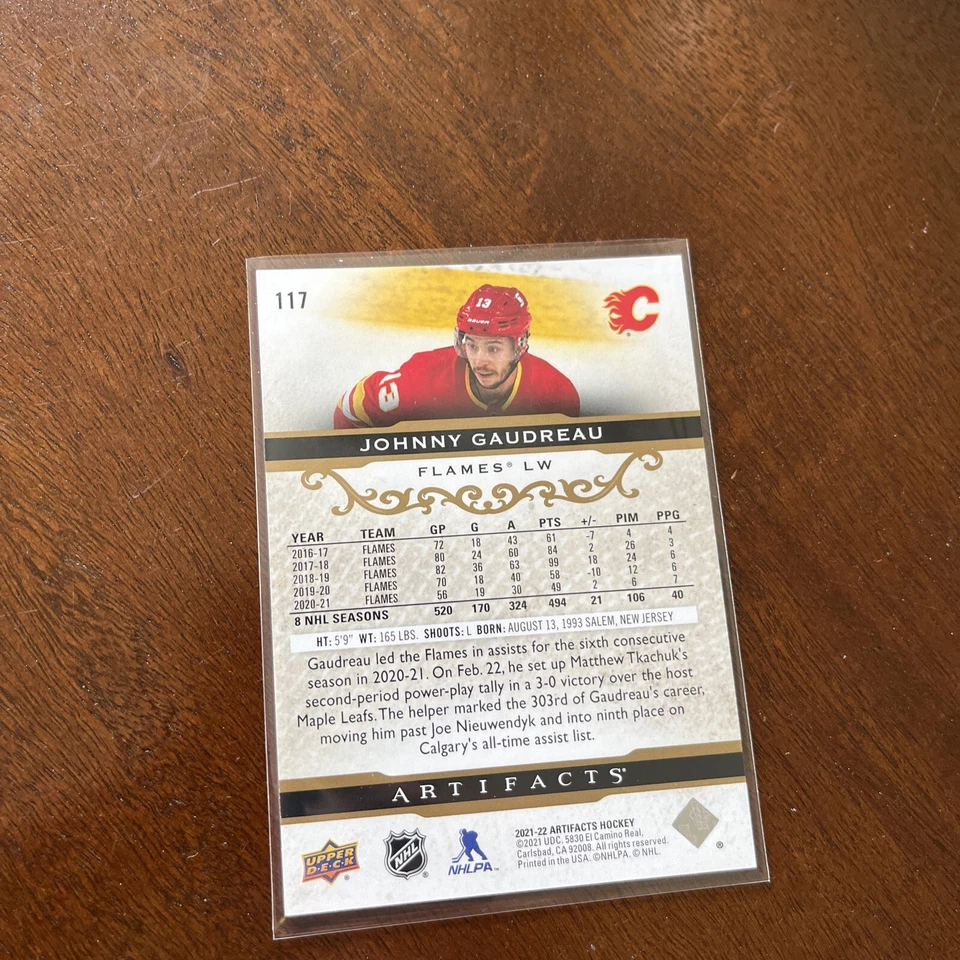 117
13
BAUER
13
C
JOHNNY GAUDREAU
FLAMES® LW
YEAR TEAM GP G A PTS +/- PIM PPG
2016-17 FLAMES 72 18 43 61 -7 4 4
2017-18 FLAMES 80 24 60 84 2 26 3
2018-19 FLAMES 82 36 63 99 18 24 6
2019-20 FLAMES 70 18 40 58 -10 12 6
2020-21 FLAMES 56 19 30 49 2 6 7
8 NHL SEASONS 520 170 324 494 21 106 40
HT: 5'9" WT: 165 LBS. SHOOTS: L BORN: AUGUST 13, 1993 SALEM, NEW JERSEY
Gaudreau led the Flames in assists for the sixth consecutive
season in 2020-21. On Feb. 22, he set up Matthew Tkachuk's
second-period power-play tally in a 3-0 victory over the host
Maple Leafs. The helper marked the 303rd of Gaudreau's career,
moving him past Joe Nieuwendyk and into ninth place on
Calgary's all-time assist list.
ARTIFACTS®
UPPER
D·E·C·K®
NHL®
NHLPA™
2021-22 ARTIFACTS HOCKEY
©2021 UDC. 5830 El Camino Real,
Carlsbad, CA 92008. All rights reserved.
Printed in the USA. ©NHLPA. © NHL.
®